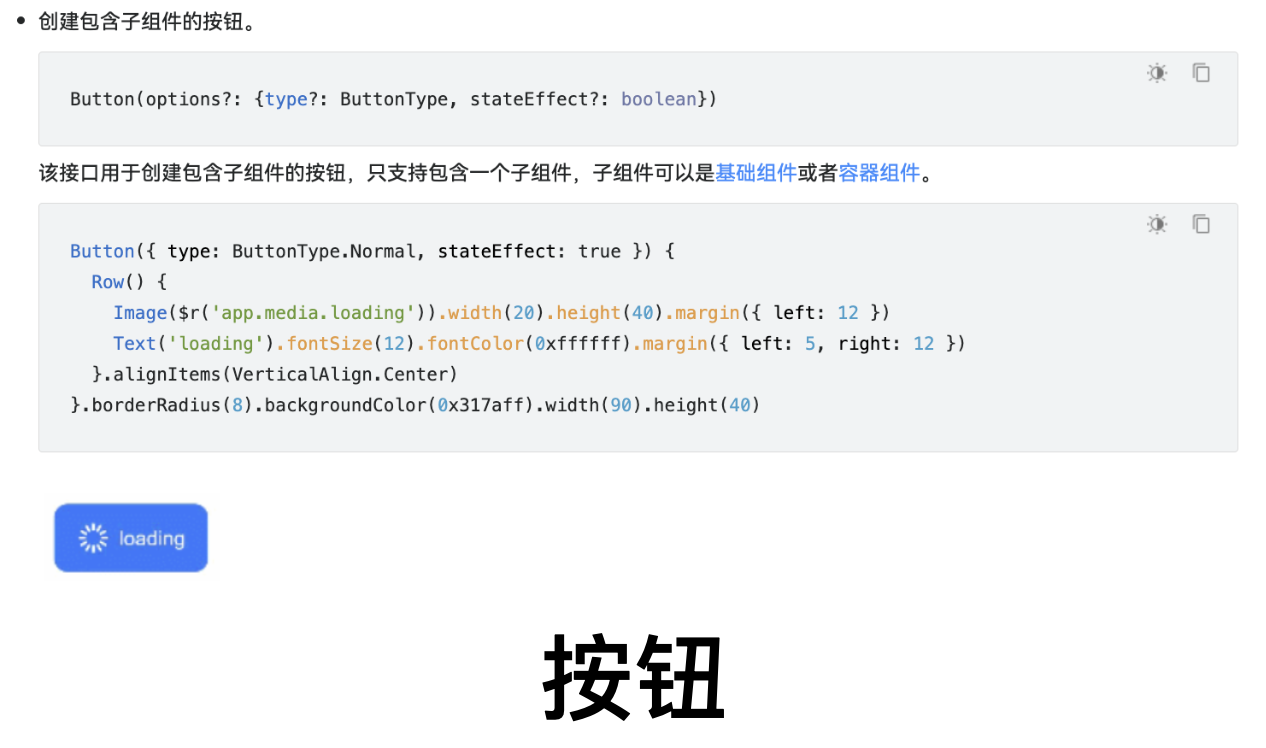 创建包含子组件的按钮。
Button(options?: {type?: ButtonType, stateEffect?: boolean})
该接口用于创建包含子组件的按钮，只支持包含一个子组件，子组件可以是基础组件或者容器组件。
Button({ type: ButtonType.Normal, stateEffect: true }) {
  Row() {
    Image($r('app.media.loading')).width(20).height(40).margin({ left: 12 })
    Text('loading').fontSize(12).fontColor(0xffffff).margin({ left: 5, right: 12 })
  }.alignItems(VerticalAlign.Center)
}.borderRadius(8).backgroundColor(0x317aff).width(90).height(40)
loading
按钮